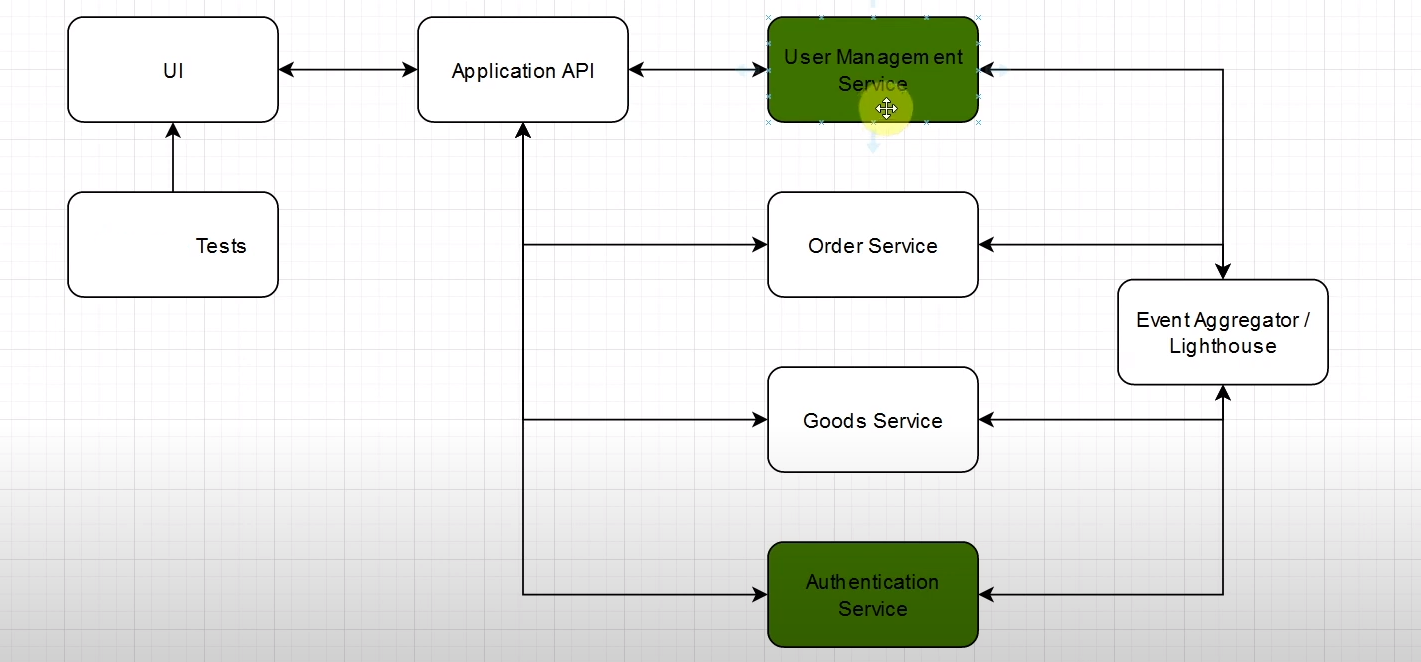 UI
Application API
User Management
Service
Tests
Order Service
Event Aggregator /
Lighthouse
Goods Service
Authentication
Service